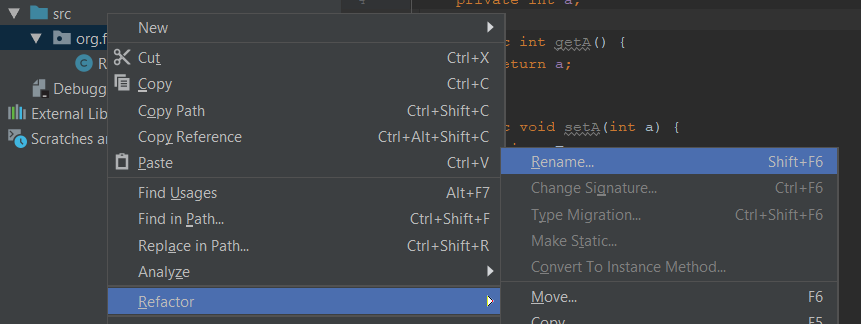 src
org.f
R
Debugg
External Lib
Scratches a
New
Cut Ctrl+X
Copy Ctrl+C
Copy Path Ctrl+Shift+C
Copy Reference Ctrl+Alt+Shift+C
Paste Ctrl+V
Find Usages Alt+F7
Find in Path... Ctrl+Shift+F
Replace in Path... Ctrl+Shift+R
Analyze
Refactor
4 private int a;
c int getA() {
eturn a;
c void setA(int a) {
Rename... Shift+F6
Change Signature... Ctrl+F6
Type Migration... Ctrl+Shift+F6
Make Static...
Convert To Instance Method...
Move... F6
Copy F5